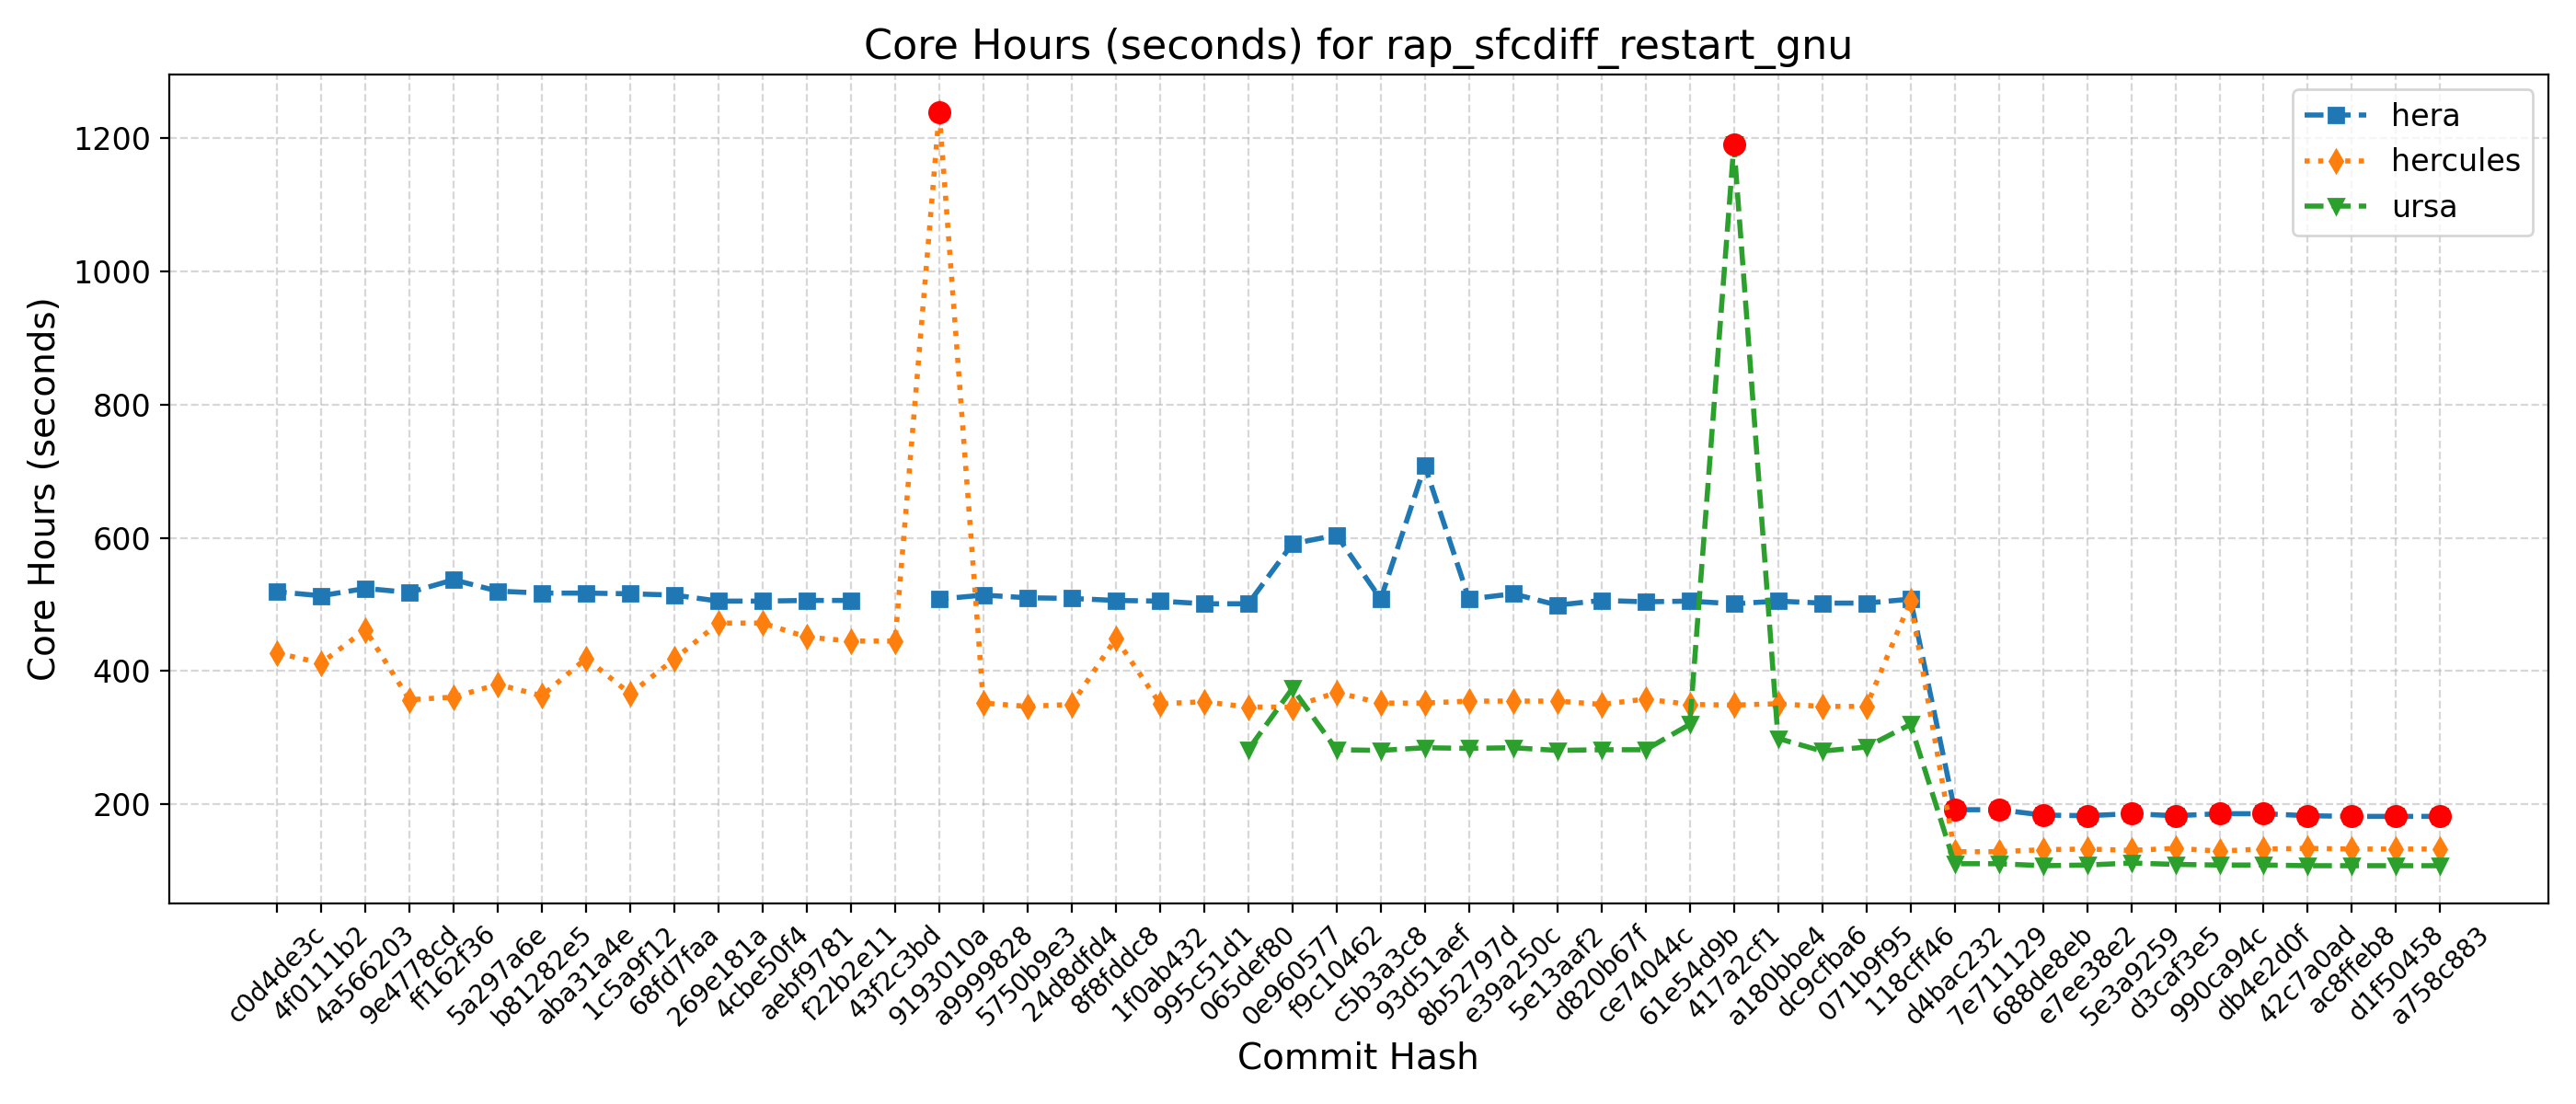 Core Hours (seconds) for rap_sfcdiff_restart_gnu
hera
hercules
ursa
Core Hours (seconds)
1200
1000
800
600
400
200
c0d4de3c
4f0111b2
4a566203
9e4778cd
ff162f36
5a297a6e
b81282e5
aba31a4e
1c5a9f12
68fd7faa
269e181a
4cbe50f4
aebf9781
f22b2e11
43f2c3bd
9193010a
a9999828
5750b9e3
24d8dfd4
8f8fddc8
1f0ab432
995c51d1
065def80
0e960577
f9c10462
c5b3a3c8
93d51aef
8b52797d
e39a250c
5e13aaf2
d820b67f
ce74044c
61e54d9b
417a2cf1
a180bbe4
dc9cfba6
071b9f95
118cff46
d4bac232
7e711129
688de8eb
e7ee38e2
5e3a9259
d3caf3e5
990ca94c
db4e2d0f
42c7a0ad
ac8ffeb8
d1f50458
a758c883
Commit Hash